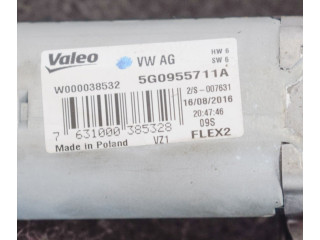 Valeo VW AG HW 6
SW 6
W000038532 5G0955711A
2/S-007631
16/08/2016
20:47:46
7 631000 385328 09S
Made in Poland VZ1 FLEX2